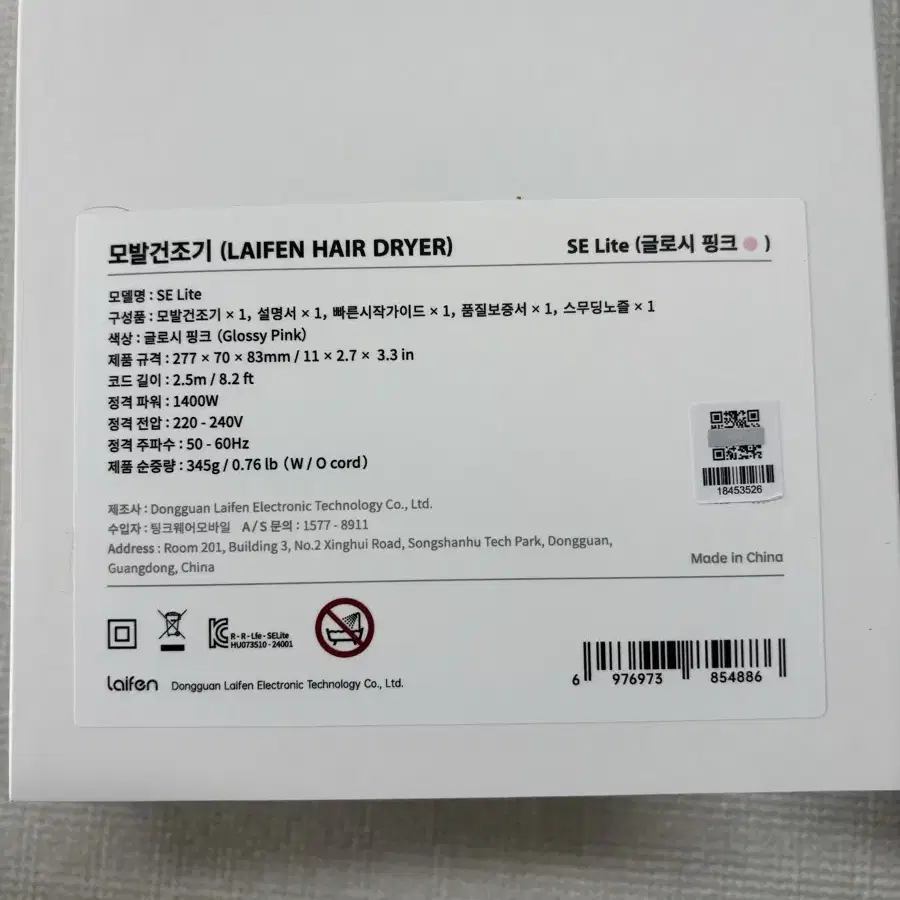 모발건조기 (LAIFEN HAIR DRYER)
SE Lite (글로시 핑크 )
모델명 : SE Lite
구성품 : 모발건조기 × 1, 설명서 × 1, 빠른시작가이드 × 1, 품질보증서 × 1, 스무딩노즐 × 1
색상 : 글로시 핑크 (Glossy Pink)
제품 규격 : 277 × 70 × 83mm / 11 × 2.7 × 3.3 in
코드 길이 : 2.5m / 8.2 ft
정격 파워 : 1400W
정격 전압 : 220 - 240V
정격 주파수 : 50 - 60Hz
제품 순중량 : 345g / 0.76 lb (W / O cord)
18453526
제조사 : Dongguan Laifen Electronic Technology Co., Ltd.
수입자 : 팅크웨어모바일 A / S 문의 : 1577 - 8911
Address : Room 201, Building 3, No.2 Xinghui Road, Songshanhu Tech Park, Dongguan,
Guangdong, China
Made in China
R - R - Lfe - SELite
HU073510 - 24001
laifen Dongguan Laifen Electronic Technology Co., Ltd.
6 976973 854886